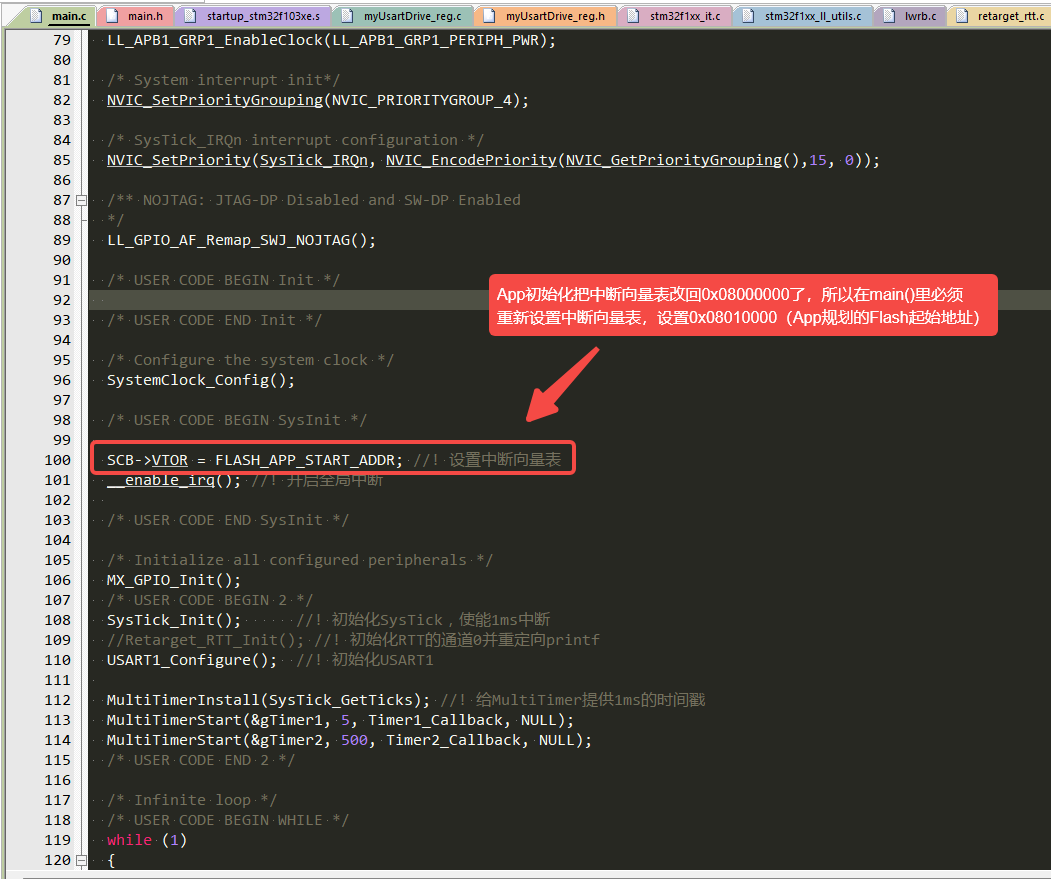 main.c main.h startup_stm32f103xe.s myUsartDrive_reg.c myUsartDrive_reg.h stm32f1xx_it.c stm32f1xx_ll_utils.c lwrb.c retarget_rtt.c
79 LL_APB1_GRP1_EnableClock(LL_APB1_GRP1_PERIPH_PWR);
80
81 /* System interrupt init*/
82 NVIC_SetPriorityGrouping(NVIC_PRIORITYGROUP_4);
83
84 /* SysTick_IRQn interrupt configuration */
85 NVIC_SetPriority(SysTick_IRQn, NVIC_EncodePriority(NVIC_GetPriorityGrouping(),15, 0));
86
87 /** NOJTAG: JTAG-DP Disabled and SW-DP Enabled
88 */
89 LL_GPIO_AF_Remap_SWJ_NOJTAG();
90
91 /* USER CODE BEGIN Init */
92
App初始化把中断向量表改回0x08000000了，所以在main()里必须
重新设置中断向量表，设置0x08010000（App规划的Flash起始地址）
93 /* USER CODE END Init */
94
95 /* Configure the system clock */
96 SystemClock_Config();
97
98 /* USER CODE BEGIN SysInit */
99
100 SCB->VTOR = FLASH_APP_START_ADDR; //! 设置中断向量表
101 __enable_irq(); //! 开启全局中断
102
103 /* USER CODE END SysInit */
104
105 /* Initialize all configured peripherals */
106 MX_GPIO_Init();
107 /* USER CODE BEGIN 2 */
108 SysTick_Init(); //! 初始化SysTick，使能1ms中断
109 //Retarget_RTT_Init(); //! 初始化RTT的通道0并重定向printf
110 USART1_Configure(); //! 初始化USART1
111
112 MultiTimerInstall(SysTick_GetTicks); //! 给MultiTimer提供1ms的时间戳
113 MultiTimerStart(&gTimer1, 5, Timer1_Callback, NULL);
114 MultiTimerStart(&gTimer2, 500, Timer2_Callback, NULL);
115 /* USER CODE END 2 */
116
117 /* Infinite loop */
118 /* USER CODE BEGIN WHILE */
119 while (1)
120 {